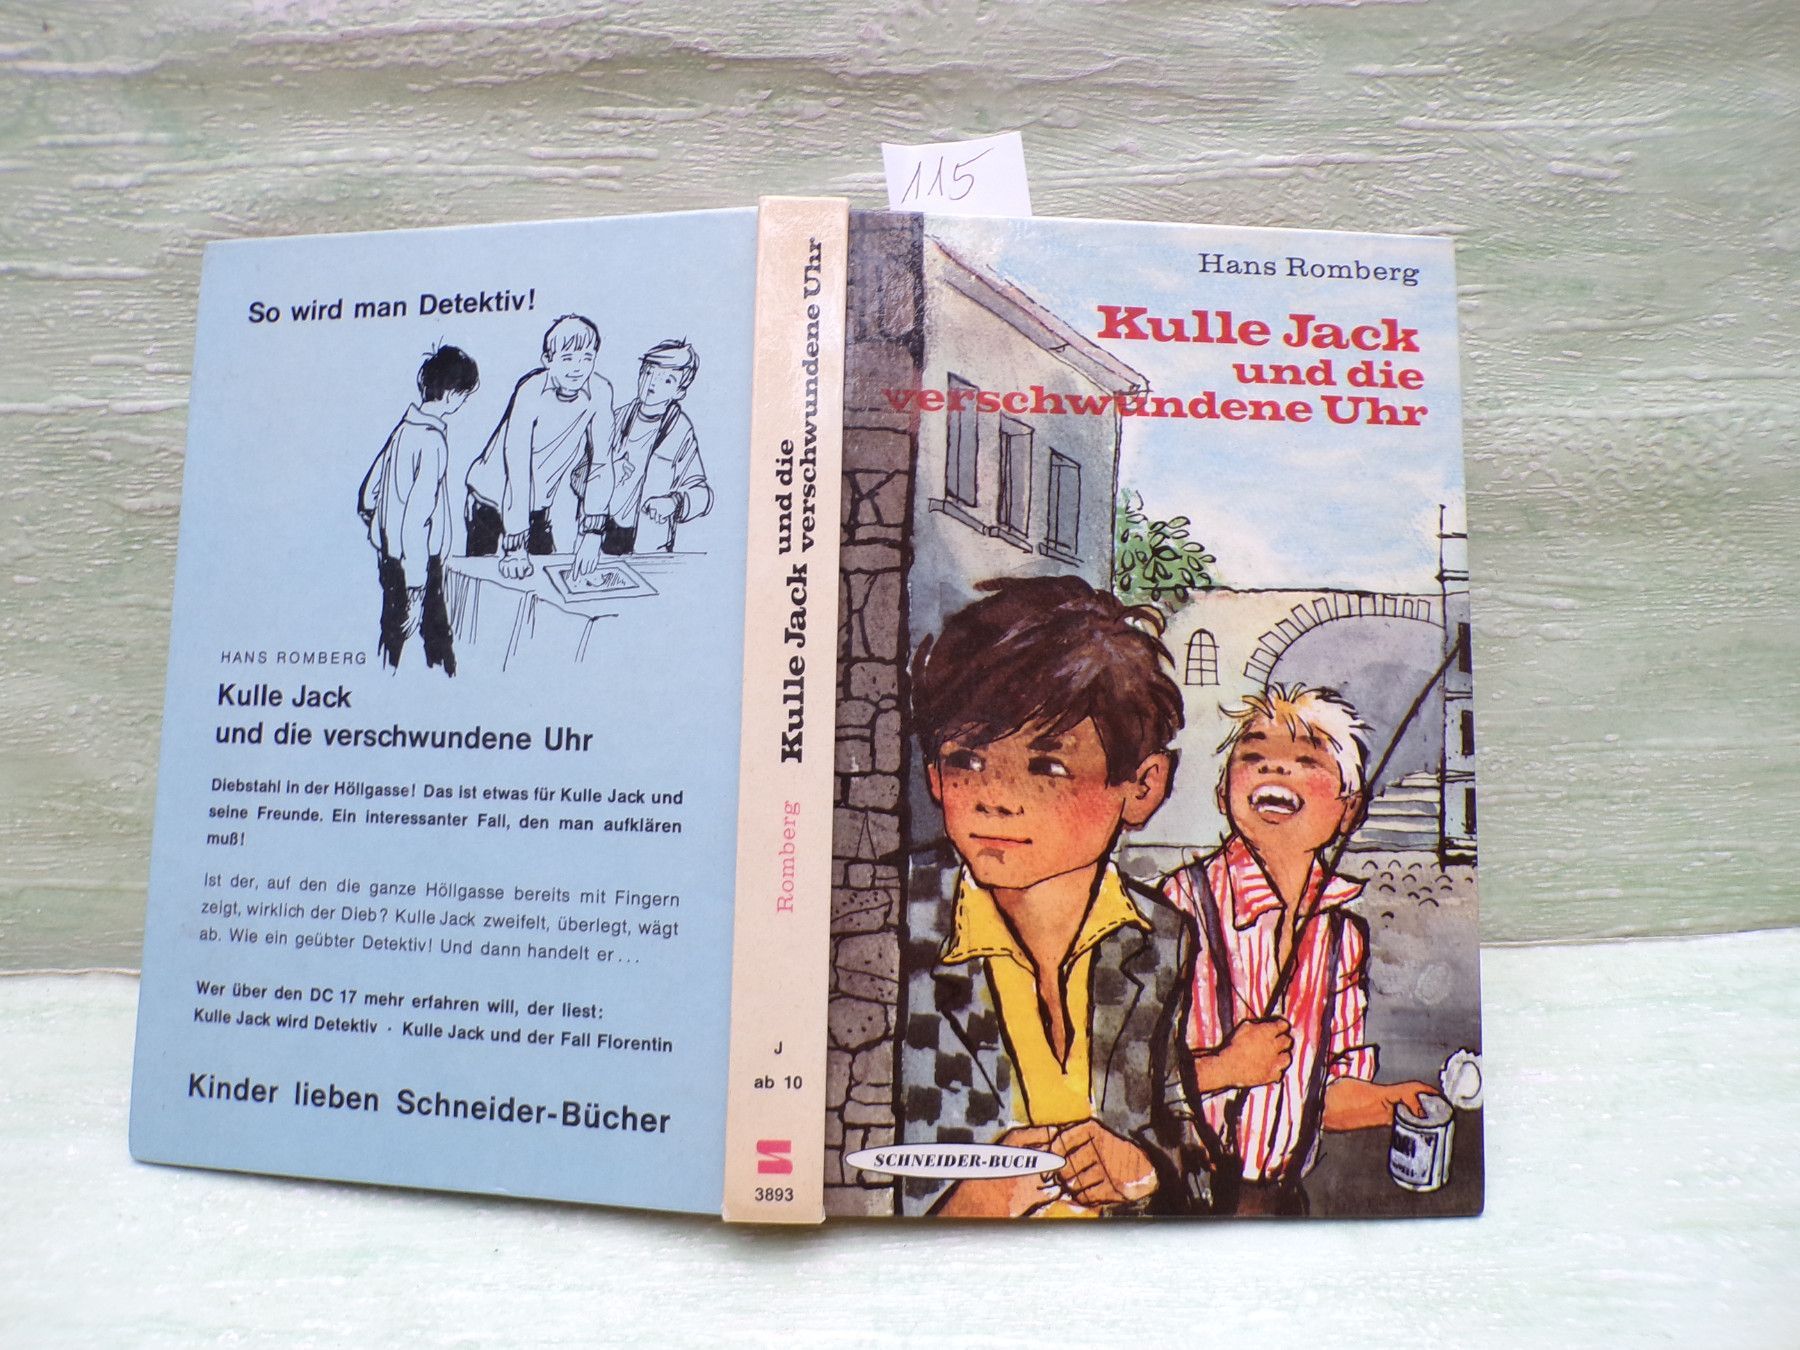 115
So wird man Detektiv!
HANS ROMBERG
Kulle Jack
und die verschwundene Uhr
Diebstahl in der Höllgasse! Das ist etwas für Kulle Jack und
seine Freunde. Ein interessanter Fall, den man aufklären
muß!
Ist der, auf den die ganze Höllgasse bereits mit Fingern
zeigt, wirklich der Dieb? Kulle Jack zweifelt, überlegt, wägt
ab. Wie ein geübter Detektiv! Und dann handelt er...
Wer über den DC 17 mehr erfahren will, der liest:
Kulle Jack wird Detektiv · Kulle Jack und der Fall Florentin
Kinder lieben Schneider-Bücher
Kulle Jack und die
verschwundene Uhr
Romberg
J
ab 10
3893
Hans Romberg
Kulle Jack
und die
verschwundene Uhr
SCHNEIDER-BUCH